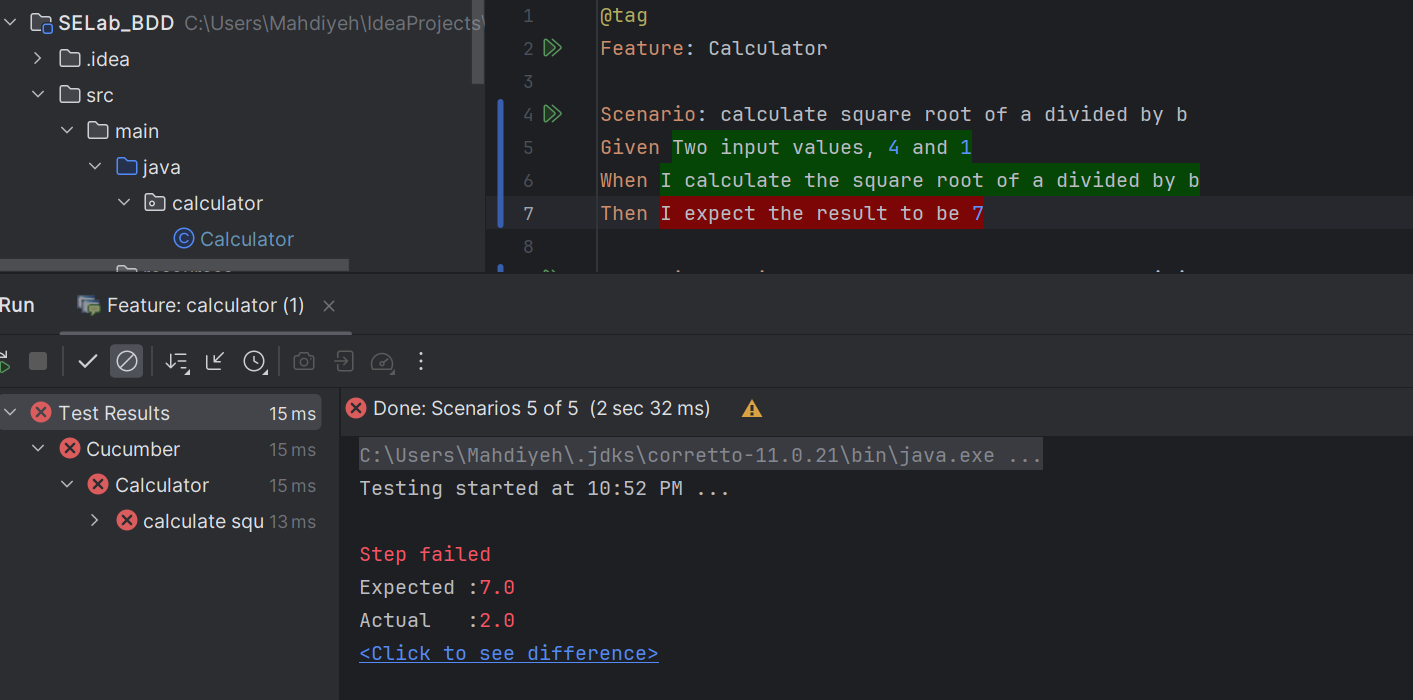 SELab_BDD C:\Users\Mahdiyeh\IdeaProjects\
.idea
src
main
java
calculator
Calculator
1 @tag
2 Feature: Calculator
3
4 Scenario: calculate square root of a divided by b
5 Given Two input values, 4 and 1
6 When I calculate the square root of a divided by b
7 Then I expect the result to be 7
8
Run Feature: calculator (1)
Test Results 15 ms
Cucumber 15 ms
Calculator 15 ms
calculate squ 13 ms
Done: Scenarios 5 of 5 (2 sec 32 ms)
C:\Users\Mahdiyeh\.jdks\corretto-11.0.21\bin\java.exe ...
Testing started at 10:52 PM ...
Step failed
Expected :7.0
Actual :2.0
<Click to see difference>